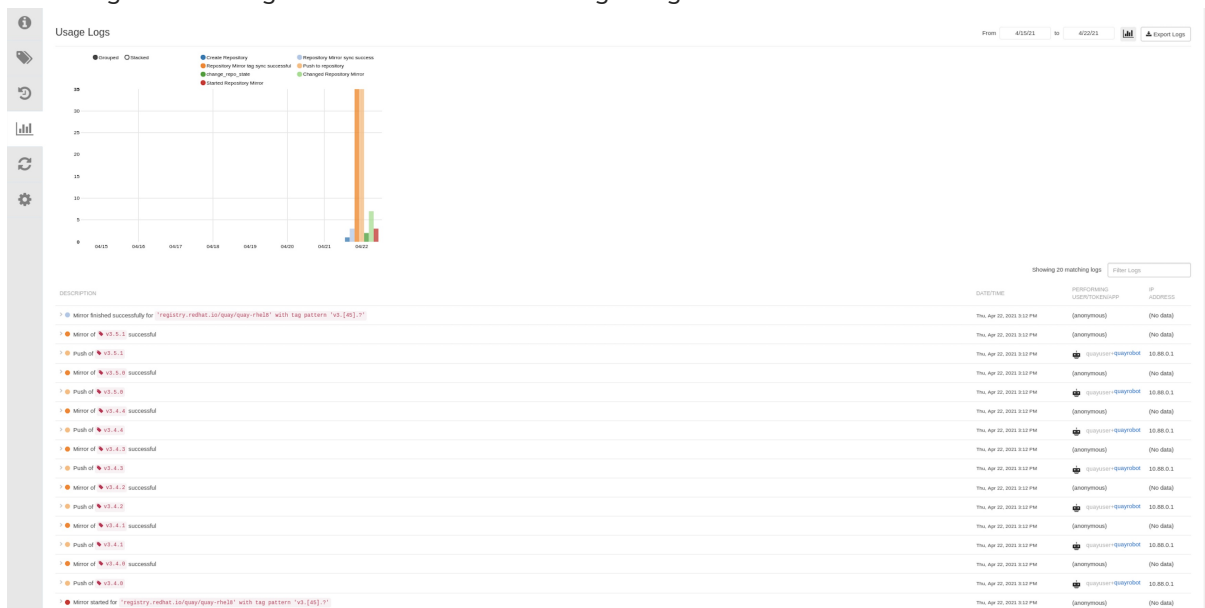 Usage Logs
From 4/15/21 to 4/22/21 Export Logs
Grouped Stacked
Create Repository Repository Mirror sync success
Repository Mirror tag sync successful Push to repository
change_repo_state Changed Repository Mirror
Started Repository Mirror
35
30
25
20
15
10
5
0
04/15 04/16 04/17 04/18 04/19 04/20 04/21 04/22
Showing 20 matching logs Filter Logs
DESCRIPTION DATE/TIME PERFORMING USER/TOKEN/APP IP ADDRESS
Mirror finished successfully for 'registry.redhat.io/quay/quay-rhel8' with tag pattern 'v3.[45].?' Thu, Apr 22, 2021 3:12 PM (anonymous) (No data)
Mirror of v3.5.1 successful Thu, Apr 22, 2021 3:12 PM (anonymous) (No data)
Push of v3.5.1 Thu, Apr 22, 2021 3:12 PM quayuser+quayrobot 10.88.0.1
Mirror of v3.5.0 successful Thu, Apr 22, 2021 3:12 PM (anonymous) (No data)
Push of v3.5.0 Thu, Apr 22, 2021 3:12 PM quayuser+quayrobot 10.88.0.1
Mirror of v3.4.4 successful Thu, Apr 22, 2021 3:12 PM (anonymous) (No data)
Push of v3.4.4 Thu, Apr 22, 2021 3:12 PM quayuser+quayrobot 10.88.0.1
Mirror of v3.4.3 successful Thu, Apr 22, 2021 3:12 PM (anonymous) (No data)
Push of v3.4.3 Thu, Apr 22, 2021 3:12 PM quayuser+quayrobot 10.88.0.1
Mirror of v3.4.2 successful Thu, Apr 22, 2021 3:12 PM (anonymous) (No data)
Push of v3.4.2 Thu, Apr 22, 2021 3:12 PM quayuser+quayrobot 10.88.0.1
Mirror of v3.4.1 successful Thu, Apr 22, 2021 3:12 PM (anonymous) (No data)
Push of v3.4.1 Thu, Apr 22, 2021 3:12 PM quayuser+quayrobot 10.88.0.1
Mirror of v3.4.0 successful Thu, Apr 22, 2021 3:12 PM (anonymous) (No data)
Push of v3.4.0 Thu, Apr 22, 2021 3:12 PM quayuser+quayrobot 10.88.0.1
Mirror started for 'registry.redhat.io/quay/quay-rhel8' with tag pattern 'v3.[45].?' Thu, Apr 22, 2021 3:12 PM (anonymous) (No data)